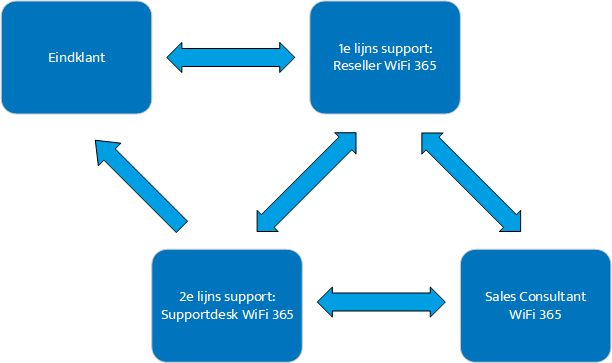 Eindklant
1e lijns support:
Reseller WiFi 365
2e lijns support:
Supportdesk WiFi 365
Sales Consultant
WiFi 365